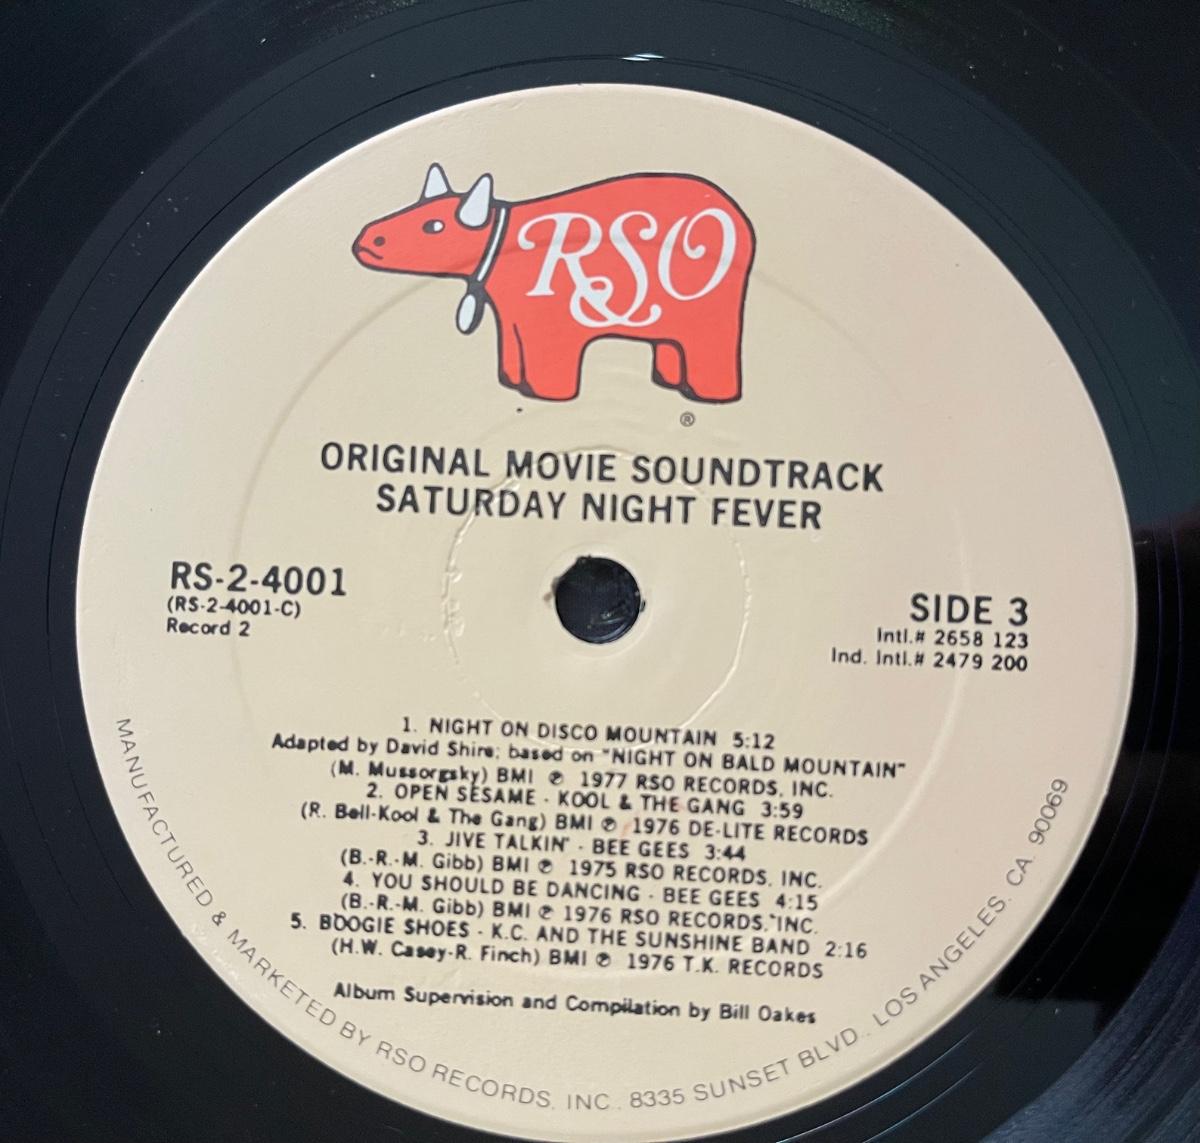 RSO
®
ORIGINAL MOVIE SOUNDTRACK
SATURDAY NIGHT FEVER
RS-2-4001
(RS-2-4001-C)
Record 2
SIDE 3
Intl.# 2658 123
Ind. Intl.# 2479 200
1. NIGHT ON DISCO MOUNTAIN 5:12
Adapted by David Shire; based on "NIGHT ON BALD MOUNTAIN"
(M. Mussorgsky) BMI ℗ 1977 RSO RECORDS, INC.
2. OPEN SESAME - KOOL & THE GANG 3:59
(R. Bell-Kool & The Gang) BMI ℗ 1976 DE-LITE RECORDS
3. JIVE TALKIN' - BEE GEES 3:44
(B.-R.-M. Gibb) BMI ℗ 1975 RSO RECORDS, INC.
4. YOU SHOULD BE DANCING - BEE GEES 4:15
(B.-R.-M. Gibb) BMI ℗ 1976 RSO RECORDS, INC.
5. BOOGIE SHOES - K.C. AND THE SUNSHINE BAND 2:16
(H.W. Casey-R. Finch) BMI ℗ 1976 T.K. RECORDS
Album Supervision and Compilation by Bill Oakes
MANUFACTURED & MARKETED BY RSO RECORDS, INC., 8335 SUNSET BLVD., LOS ANGELES, CA. 90069